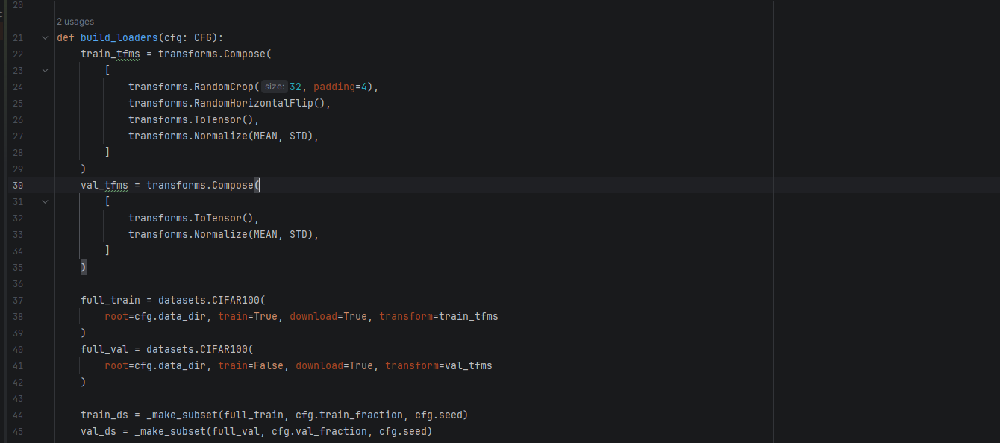 20
2 usages
21 def build_loaders(cfg: CFG):
22 train_tfms = transforms.Compose(
23 [
24 transforms.RandomCrop( size: 32, padding=4),
25 transforms.RandomHorizontalFlip(),
26 transforms.ToTensor(),
27 transforms.Normalize(MEAN, STD),
28 ]
29 )
30 val_tfms = transforms.Compose(
31 [
32 transforms.ToTensor(),
33 transforms.Normalize(MEAN, STD),
34 ]
35 )
36
37 full_train = datasets.CIFAR100(
38 root=cfg.data_dir, train=True, download=True, transform=train_tfms
39 )
40 full_val = datasets.CIFAR100(
41 root=cfg.data_dir, train=False, download=True, transform=val_tfms
42 )
43
44 train_ds = _make_subset(full_train, cfg.train_fraction, cfg.seed)
45 val_ds = _make_subset(full_val, cfg.val_fraction, cfg.seed)